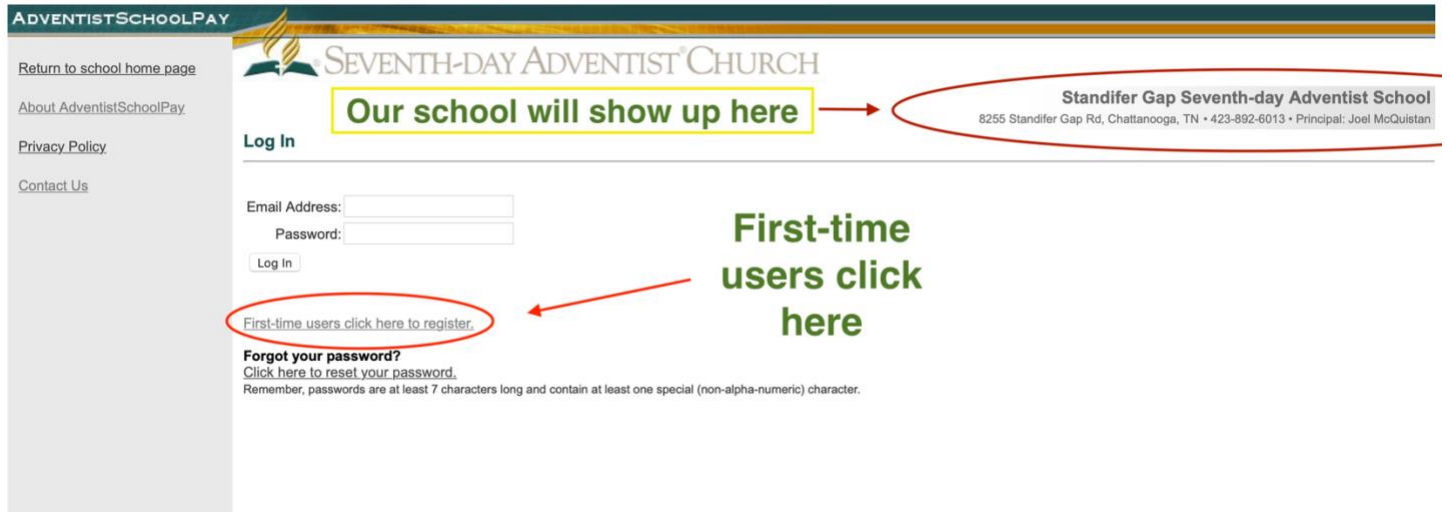 ADVENTISTSCHOOLPAY
Return to school home page
About AdventistSchoolPay
Privacy Policy
Contact Us
SEVENTH-DAY ADVENTIST® CHURCH
Our school will show up here
Standifer Gap Seventh-day Adventist School
8255 Standifer Gap Rd, Chattanooga, TN • 423-892-6013 • Principal: Joel McQuistan
Log In
Email Address:
Password:
Log In
First-time
users click
here
First-time users click here to register.
Forgot your password?
Click here to reset your password.
Remember, passwords are at least 7 characters long and contain at least one special (non-alpha-numeric) character.